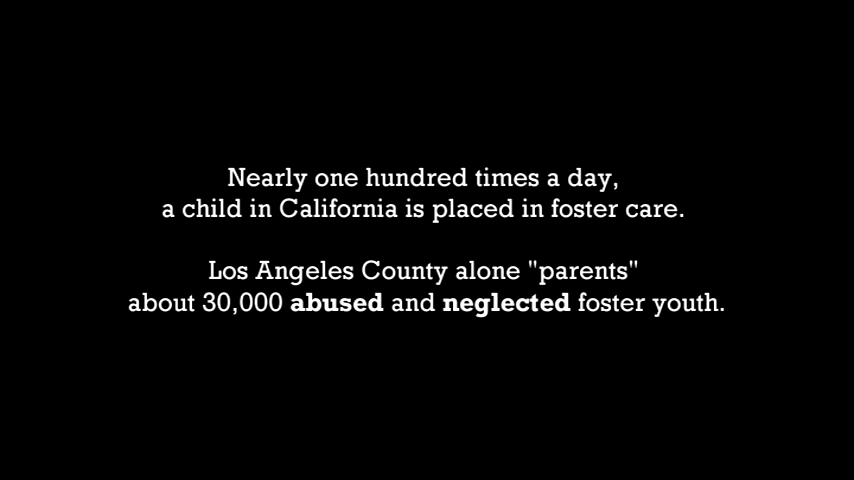 Nearly one hundred times a day,
a child in California is placed in foster care.
Los Angeles County alone "parents"
about 30,000 abused and neglected foster youth.